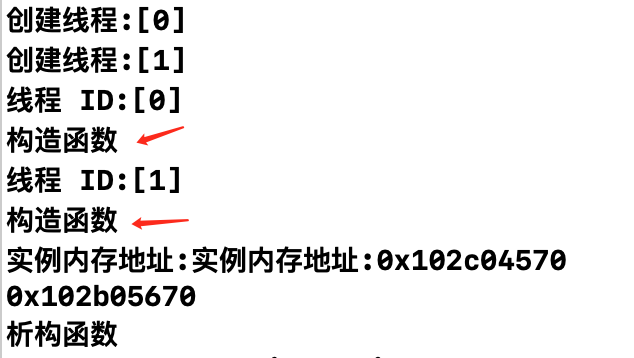 创建线程:[0]
创建线程:[1]
线程 ID:[0]
构造函数
线程 ID:[1]
构造函数
实例内存地址:实例内存地址:0x102c04570
0x102b05670
析构函数